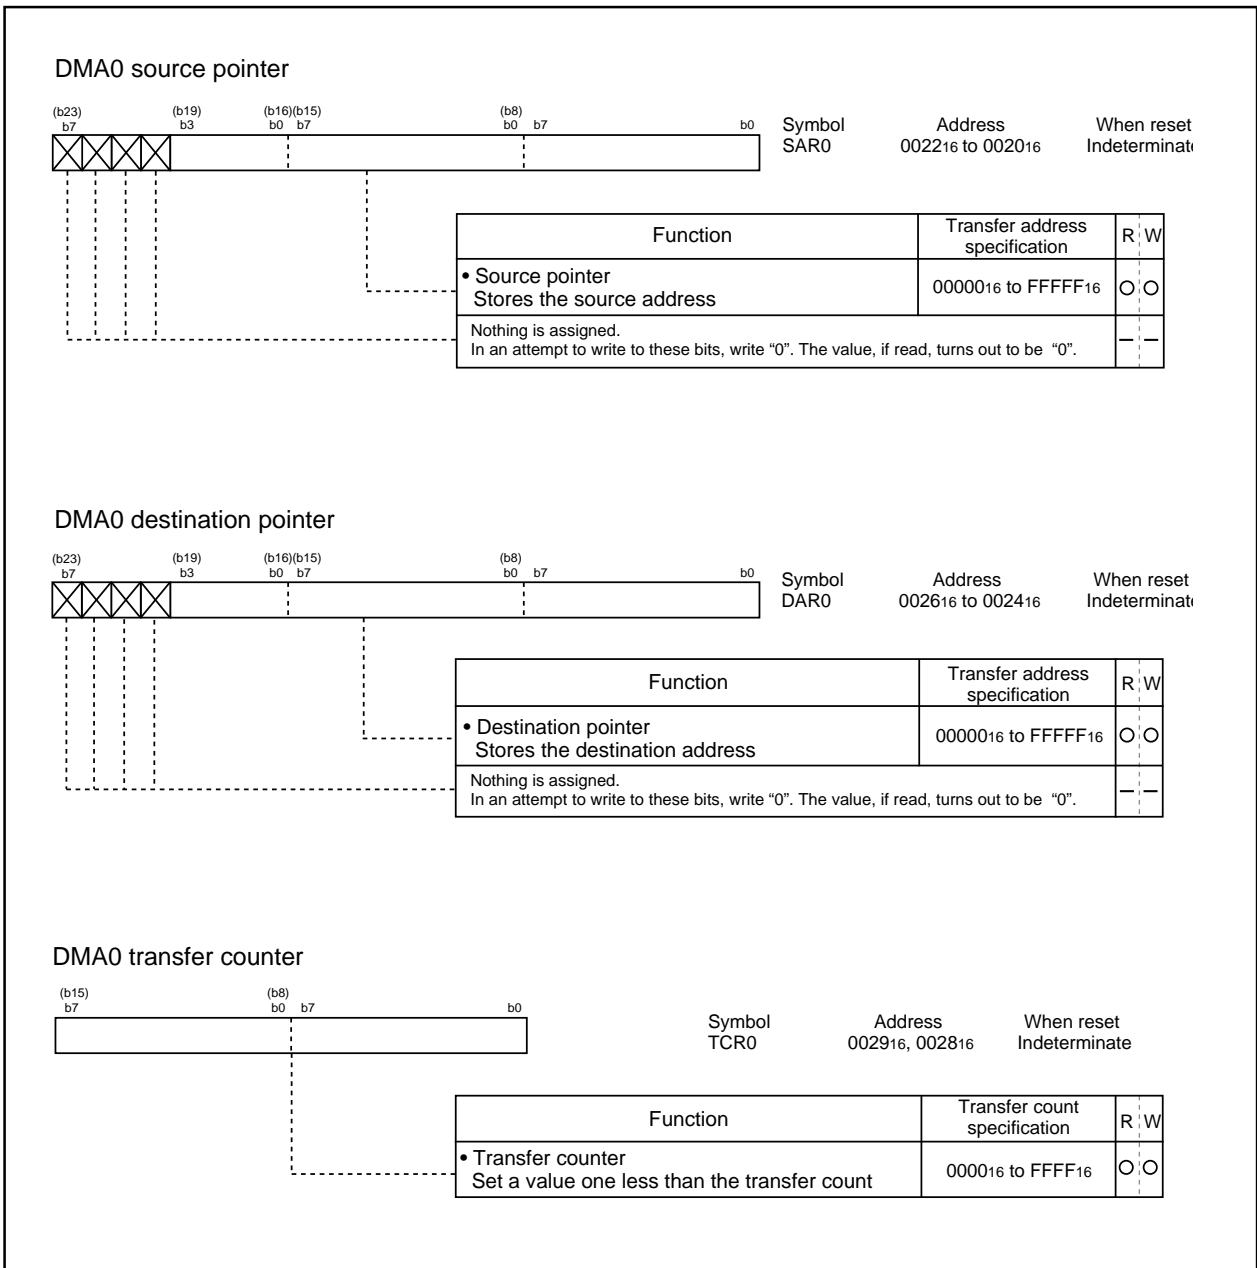 DMA0 source pointer
(b23) (b19) (b16)(b15) (b8)
b7 b3 b0 b7 b0 b7 b0
Symbol Address When reset
SAR0 002216 to 002016 Indeterminate
Function Transfer address specification R W
• Source pointer
Stores the source address 0000016 to FFFFF16
Nothing is assigned.
In an attempt to write to these bits, write “0”. The value, if read, turns out to be “0”.
DMA0 destination pointer
(b23) (b19) (b16)(b15) (b8)
b7 b3 b0 b7 b0 b7 b0
Symbol Address When reset
DAR0 002616 to 002416 Indeterminate
Function Transfer address specification R W
• Destination pointer
Stores the destination address 0000016 to FFFFF16
Nothing is assigned.
In an attempt to write to these bits, write “0”. The value, if read, turns out to be “0”.
DMA0 transfer counter
(b15) (b8)
b7 b0 b7 b0
Symbol Address When reset
TCR0 002916, 002816 Indeterminate
Function Transfer count specification R W
• Transfer counter
Set a value one less than the transfer count 000016 to FFFF16